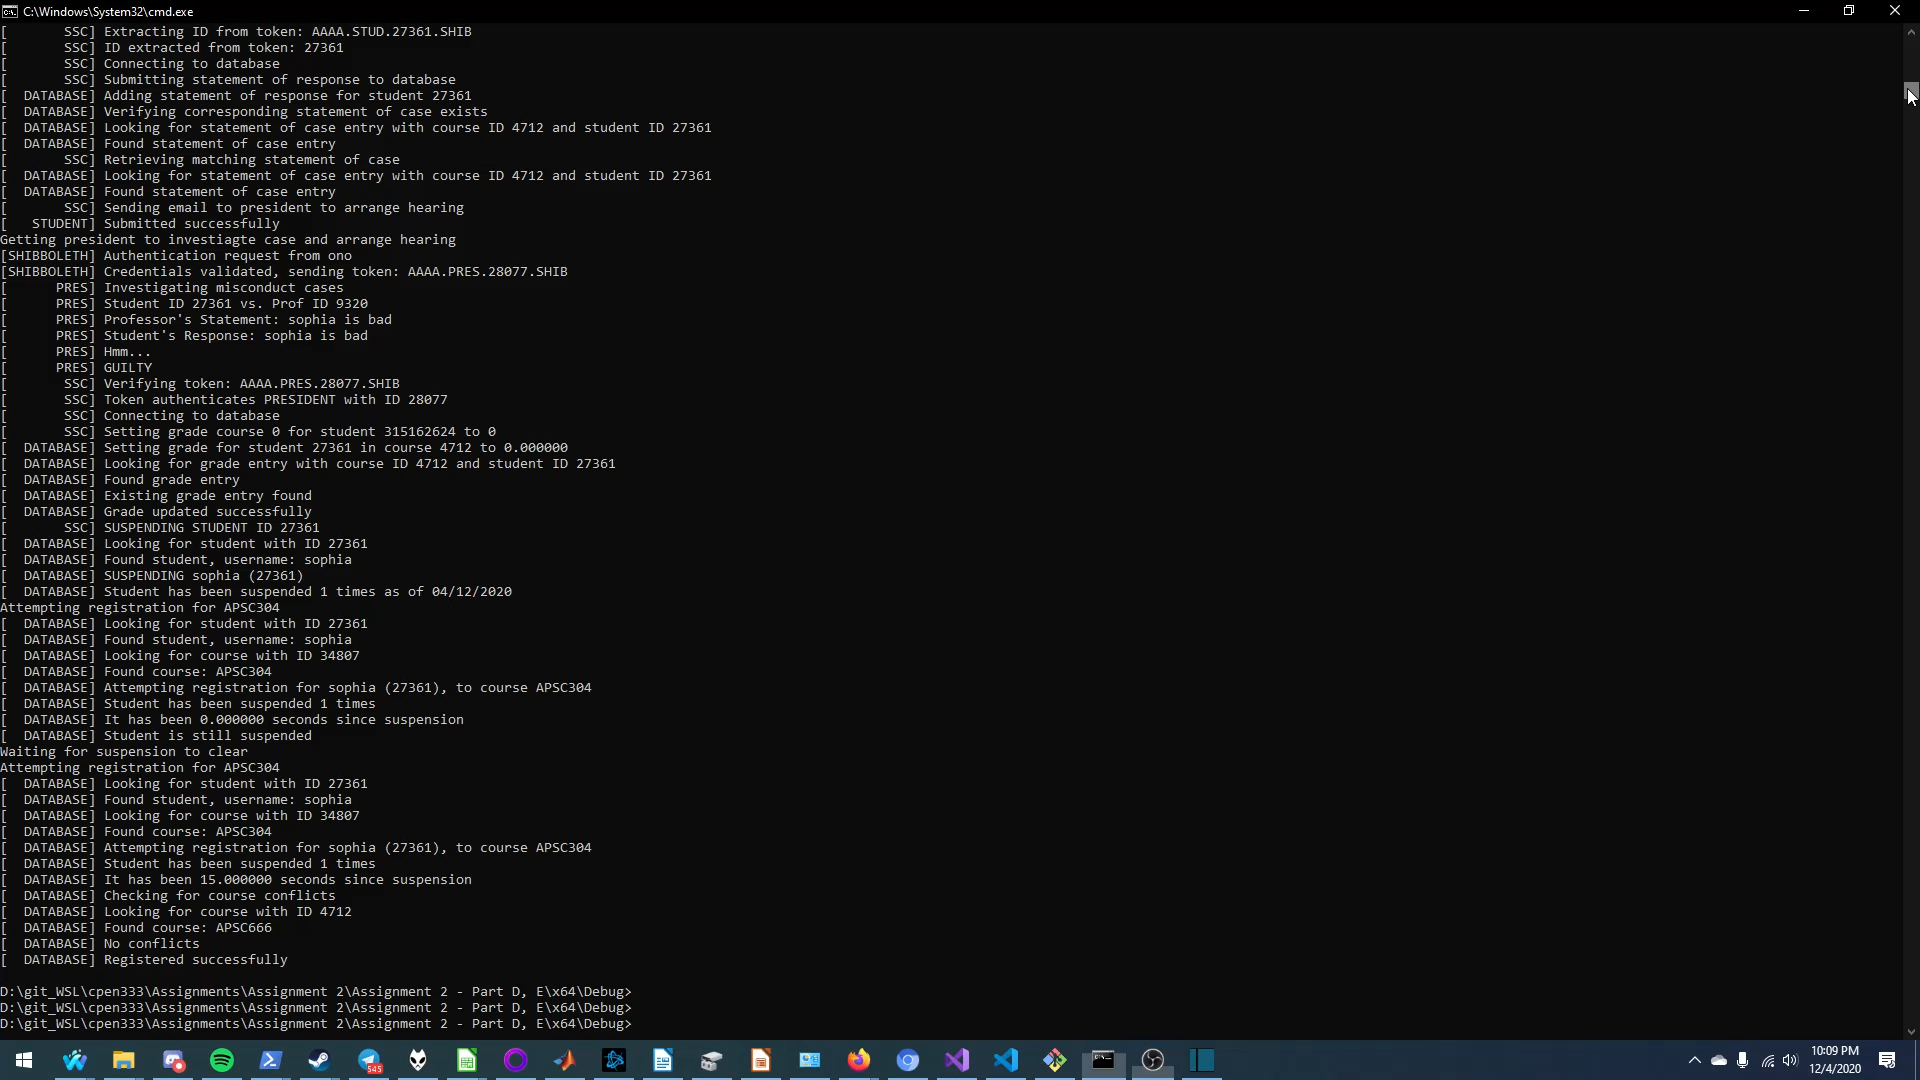 C:\Windows\System32\cmd.exe
[       SSC] Extracting ID from token: AAAA.STUD.27361.SHIB
[       SSC] ID extracted from token: 27361
[       SSC] Connecting to database
[       SSC] Submitting statement of response to database
[  DATABASE] Adding statement of response for student 27361
[  DATABASE] Verifying corresponding statement of case exists
[  DATABASE] Looking for statement of case entry with course ID 4712 and student ID 27361
[  DATABASE] Found statement of case entry
[       SSC] Retrieving matching statement of case
[  DATABASE] Looking for statement of case entry with course ID 4712 and student ID 27361
[  DATABASE] Found statement of case entry
[       SSC] Sending email to president to arrange hearing
[   STUDENT] Submitted successfully
Getting president to investiagte case and arrange hearing
[SHIBBOLETH] Authentication request from ono
[SHIBBOLETH] Credentials validated, sending token: AAAA.PRES.28077.SHIB
[      PRES] Investigating misconduct cases
[      PRES] Student ID 27361 vs. Prof ID 9320
[      PRES] Professor's Statement: sophia is bad
[      PRES] Student's Response: sophia is bad
[      PRES] Hmm...
[      PRES] GUILTY
[       SSC] Verifying token: AAAA.PRES.28077.SHIB
[       SSC] Token authenticates PRESIDENT with ID 28077
[       SSC] Connecting to database
[       SSC] Setting grade course 0 for student 315162624 to 0
[  DATABASE] Setting grade for student 27361 in course 4712 to 0.000000
[  DATABASE] Looking for grade entry with course ID 4712 and student ID 27361
[  DATABASE] Found grade entry
[  DATABASE] Existing grade entry found
[  DATABASE] Grade updated successfully
[       SSC] SUSPENDING STUDENT ID 27361
[  DATABASE] Looking for student with ID 27361
[  DATABASE] Found student, username: sophia
[  DATABASE] SUSPENDING sophia (27361)
[  DATABASE] Student has been suspended 1 times as of 04/12/2020
Attempting registration for APSC304
[  DATABASE] Looking for student with ID 27361
[  DATABASE] Found student, username: sophia
[  DATABASE] Looking for course with ID 34807
[  DATABASE] Found course: APSC304
[  DATABASE] Attempting registration for sophia (27361), to course APSC304
[  DATABASE] Student has been suspended 1 times
[  DATABASE] It has been 0.000000 seconds since suspension
[  DATABASE] Student is still suspended
Waiting for suspension to clear
Attempting registration for APSC304
[  DATABASE] Looking for student with ID 27361
[  DATABASE] Found student, username: sophia
[  DATABASE] Looking for course with ID 34807
[  DATABASE] Found course: APSC304
[  DATABASE] Attempting registration for sophia (27361), to course APSC304
[  DATABASE] Student has been suspended 1 times
[  DATABASE] It has been 15.000000 seconds since suspension
[  DATABASE] Checking for course conflicts
[  DATABASE] Looking for course with ID 4712
[  DATABASE] Found course: APSC666
[  DATABASE] No conflicts
[  DATABASE] Registered successfully
D:\git_WSL\cpen333\Assignments\Assignment 2\Assignment 2 - Part D, E\x64\Debug>
D:\git_WSL\cpen333\Assignments\Assignment 2\Assignment 2 - Part D, E\x64\Debug>
D:\git_WSL\cpen333\Assignments\Assignment 2\Assignment 2 - Part D, E\x64\Debug>
545
10:09 PM
12/4/2020